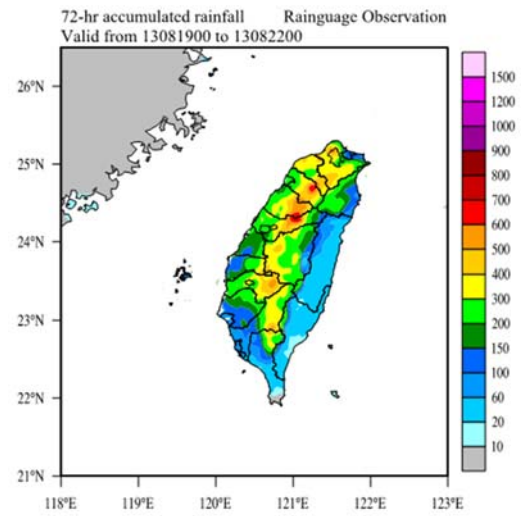 72-hr accumulated rainfall Rainguage Observation
Valid from 13081900 to 13082200
26°N
25°N
24°N
23°N
22°N
21°N
118°E 119°E 120°E 121°E 122°E 123°E
1500
1200
1000
900
800
700
600
500
400
300
200
150
100
60
20
10